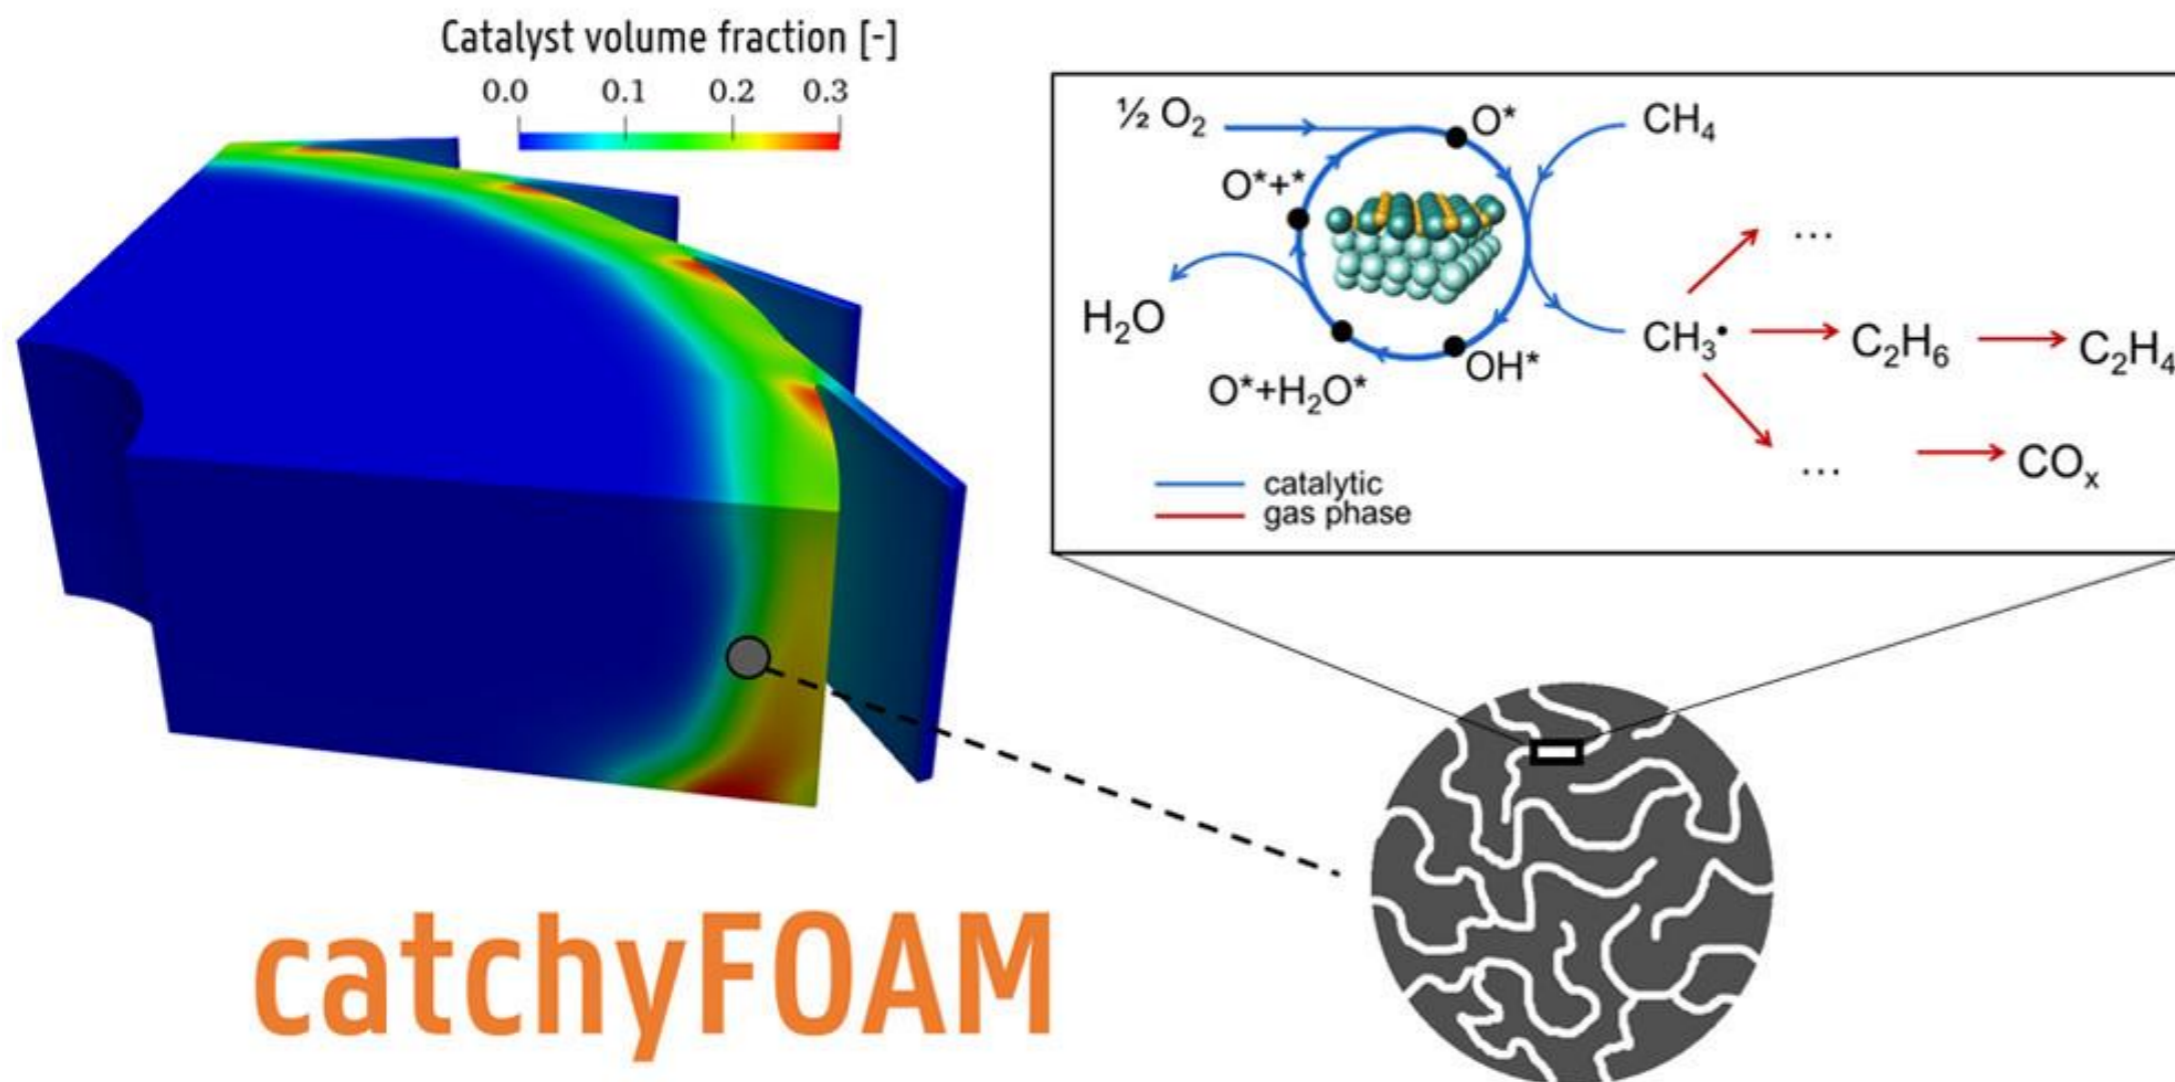 Catalyst volume fraction [-]
0.0 0.1 0.2 0.3
½ O₂
O*
CH₄
O*+*
...
H₂O
CH₃•
C₂H₆
C₂H₄
OH*
O*+H₂O*
...
COₓ
catalytic
gas phase
catchyFOAM